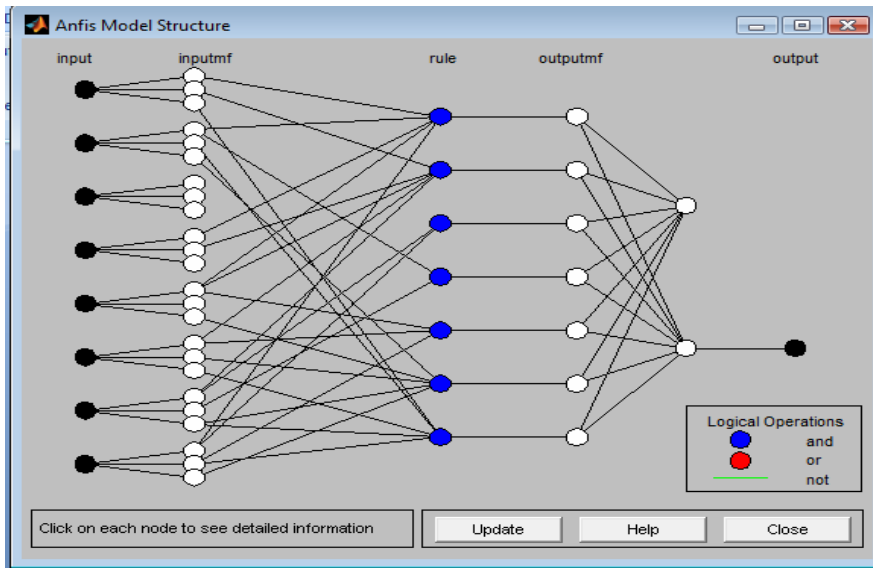 Anfis Model Structure
input inputmf rule outputmf output
Logical Operations
and
or
not
Click on each node to see detailed information
Update Help Close